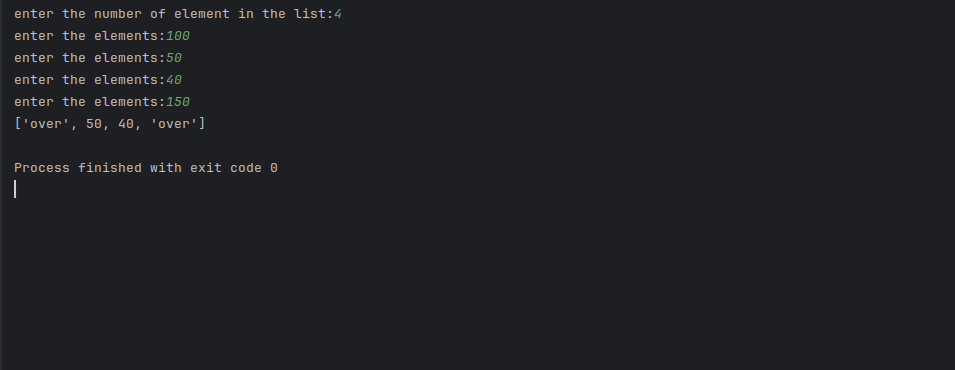 enter the number of element in the list:4
enter the elements:100
enter the elements:50
enter the elements:40
enter the elements:150
['over', 50, 40, 'over']
Process finished with exit code 0